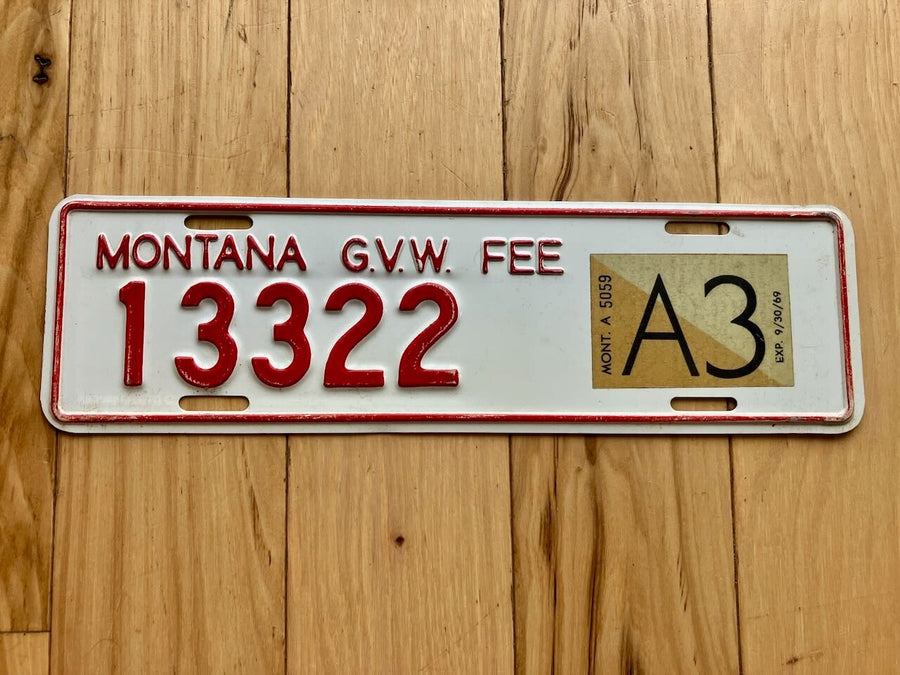 MONTANA G.V.W. FEE
13322
MONT. A 5059
A3
EXP. 9/30/69